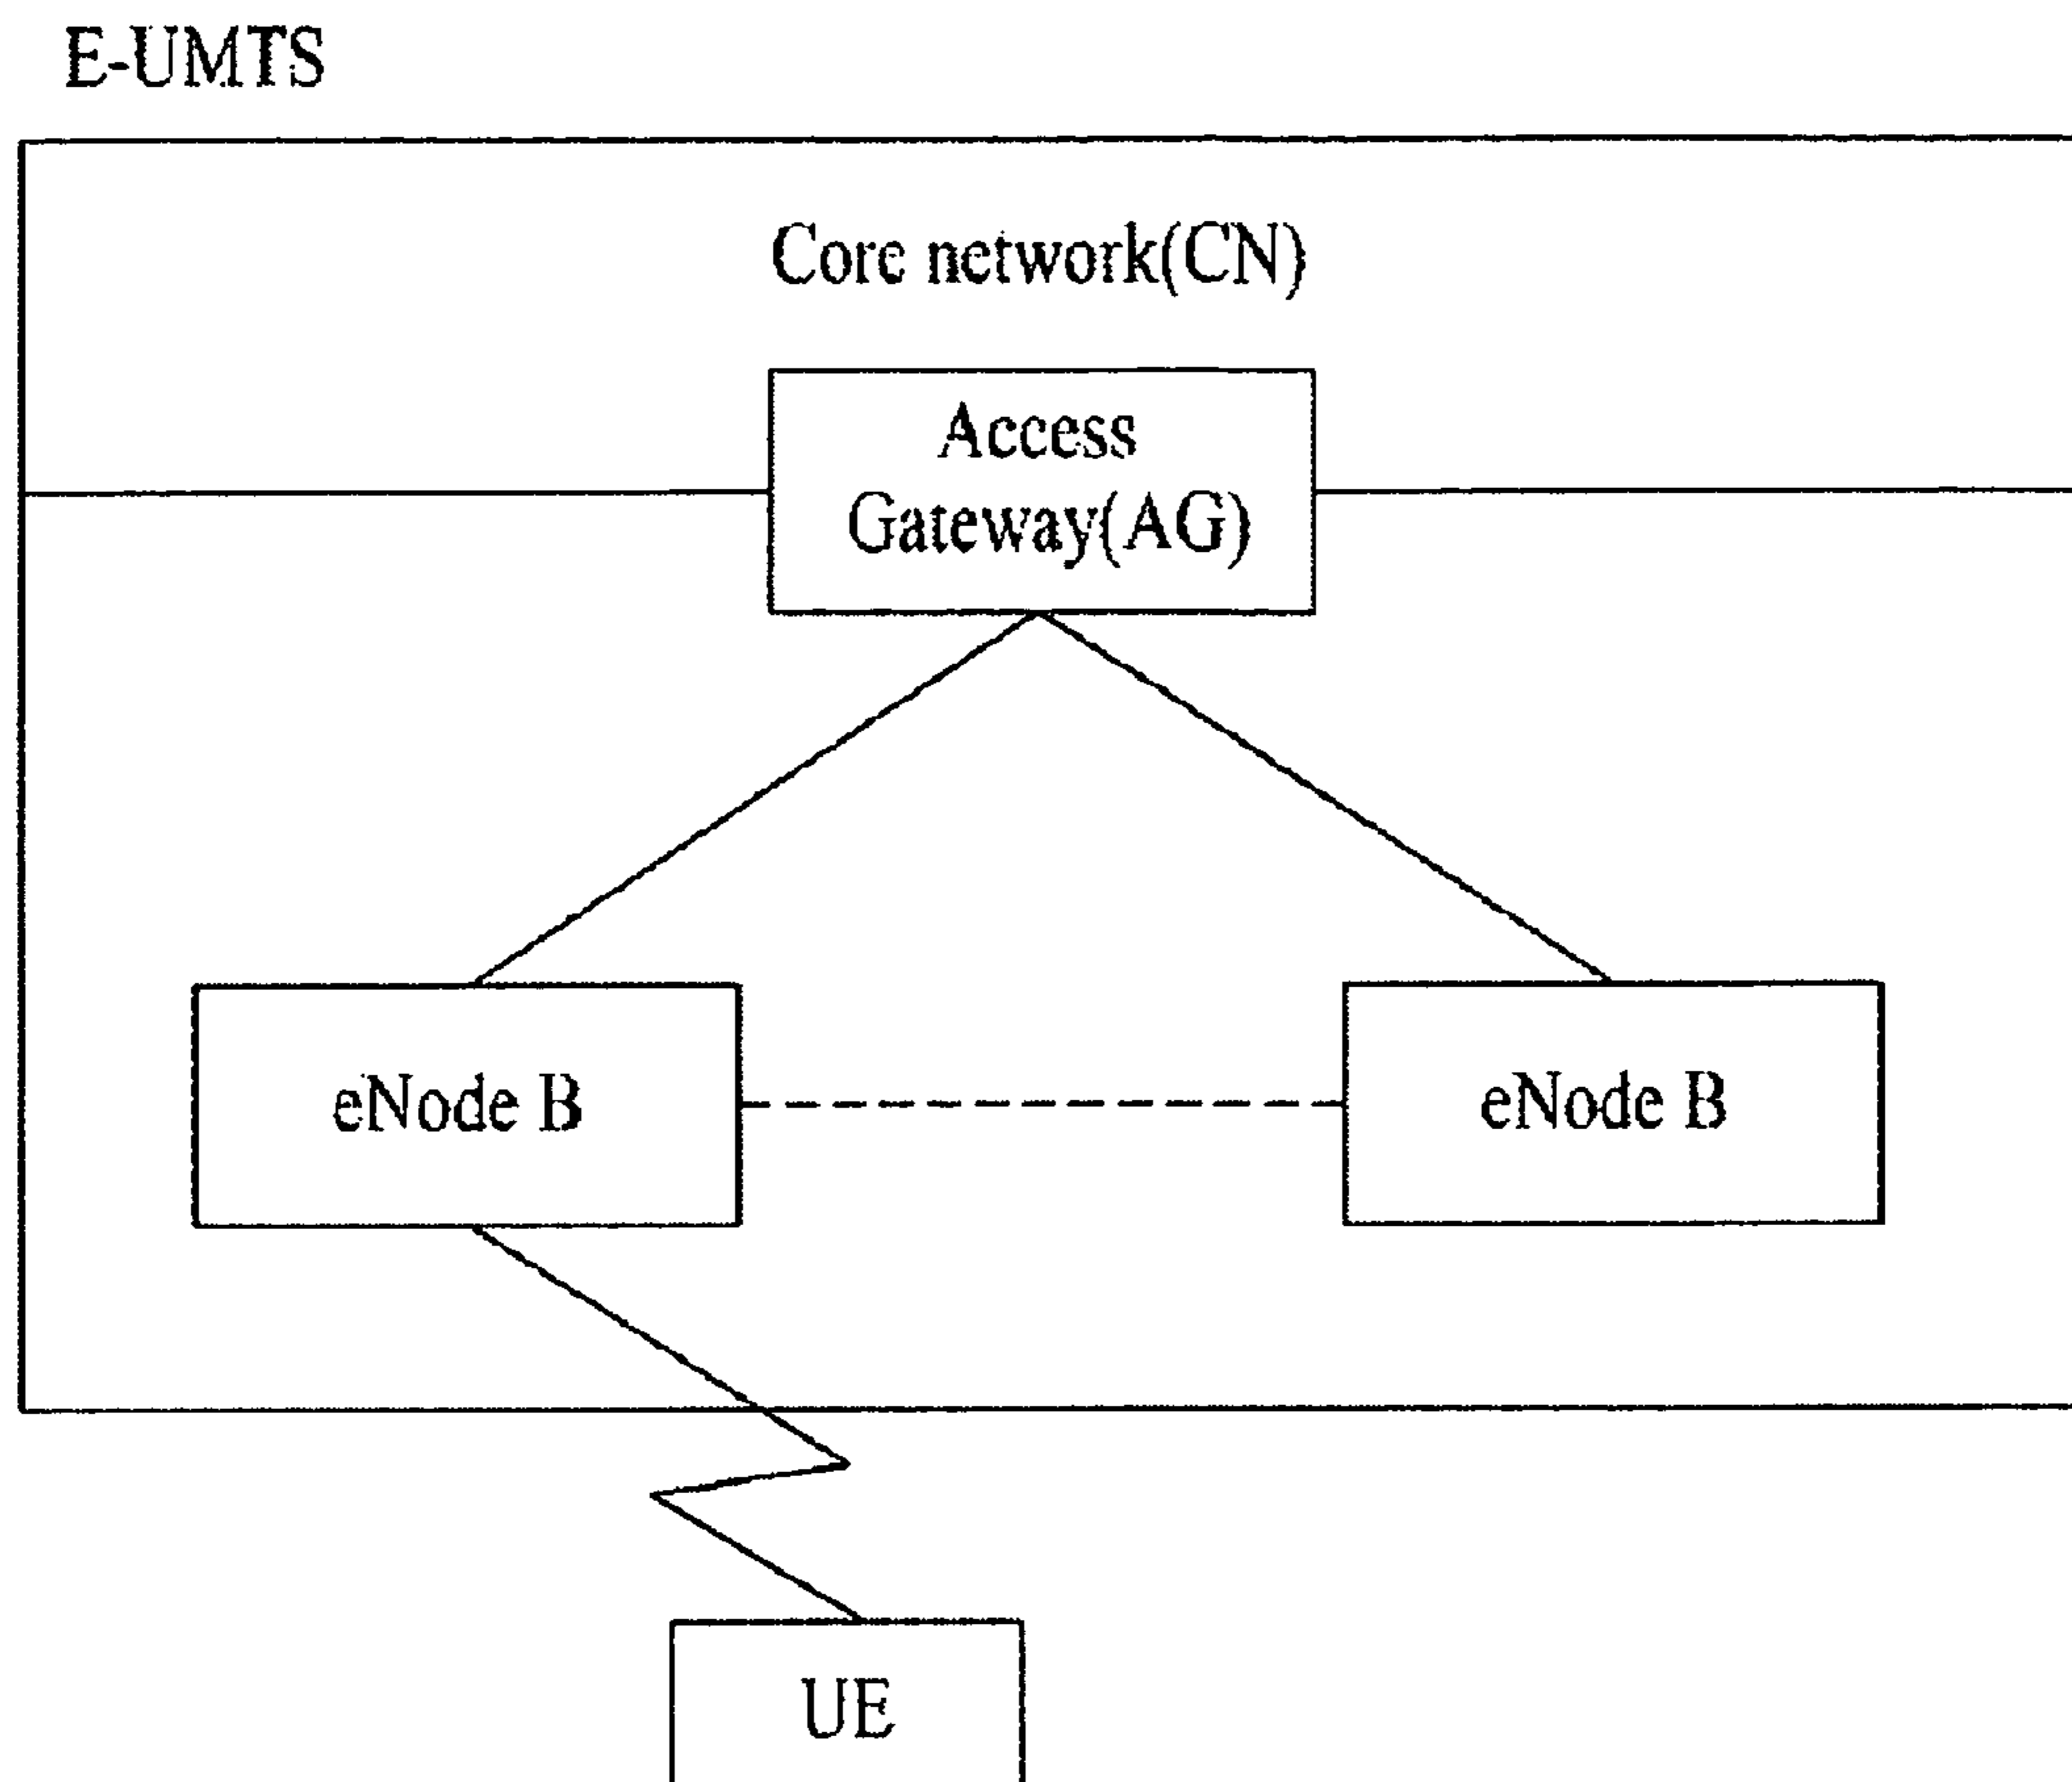 E-UMTS
Core network(CN)
Access
Gateway(AG)
eNode B
eNode B
UE